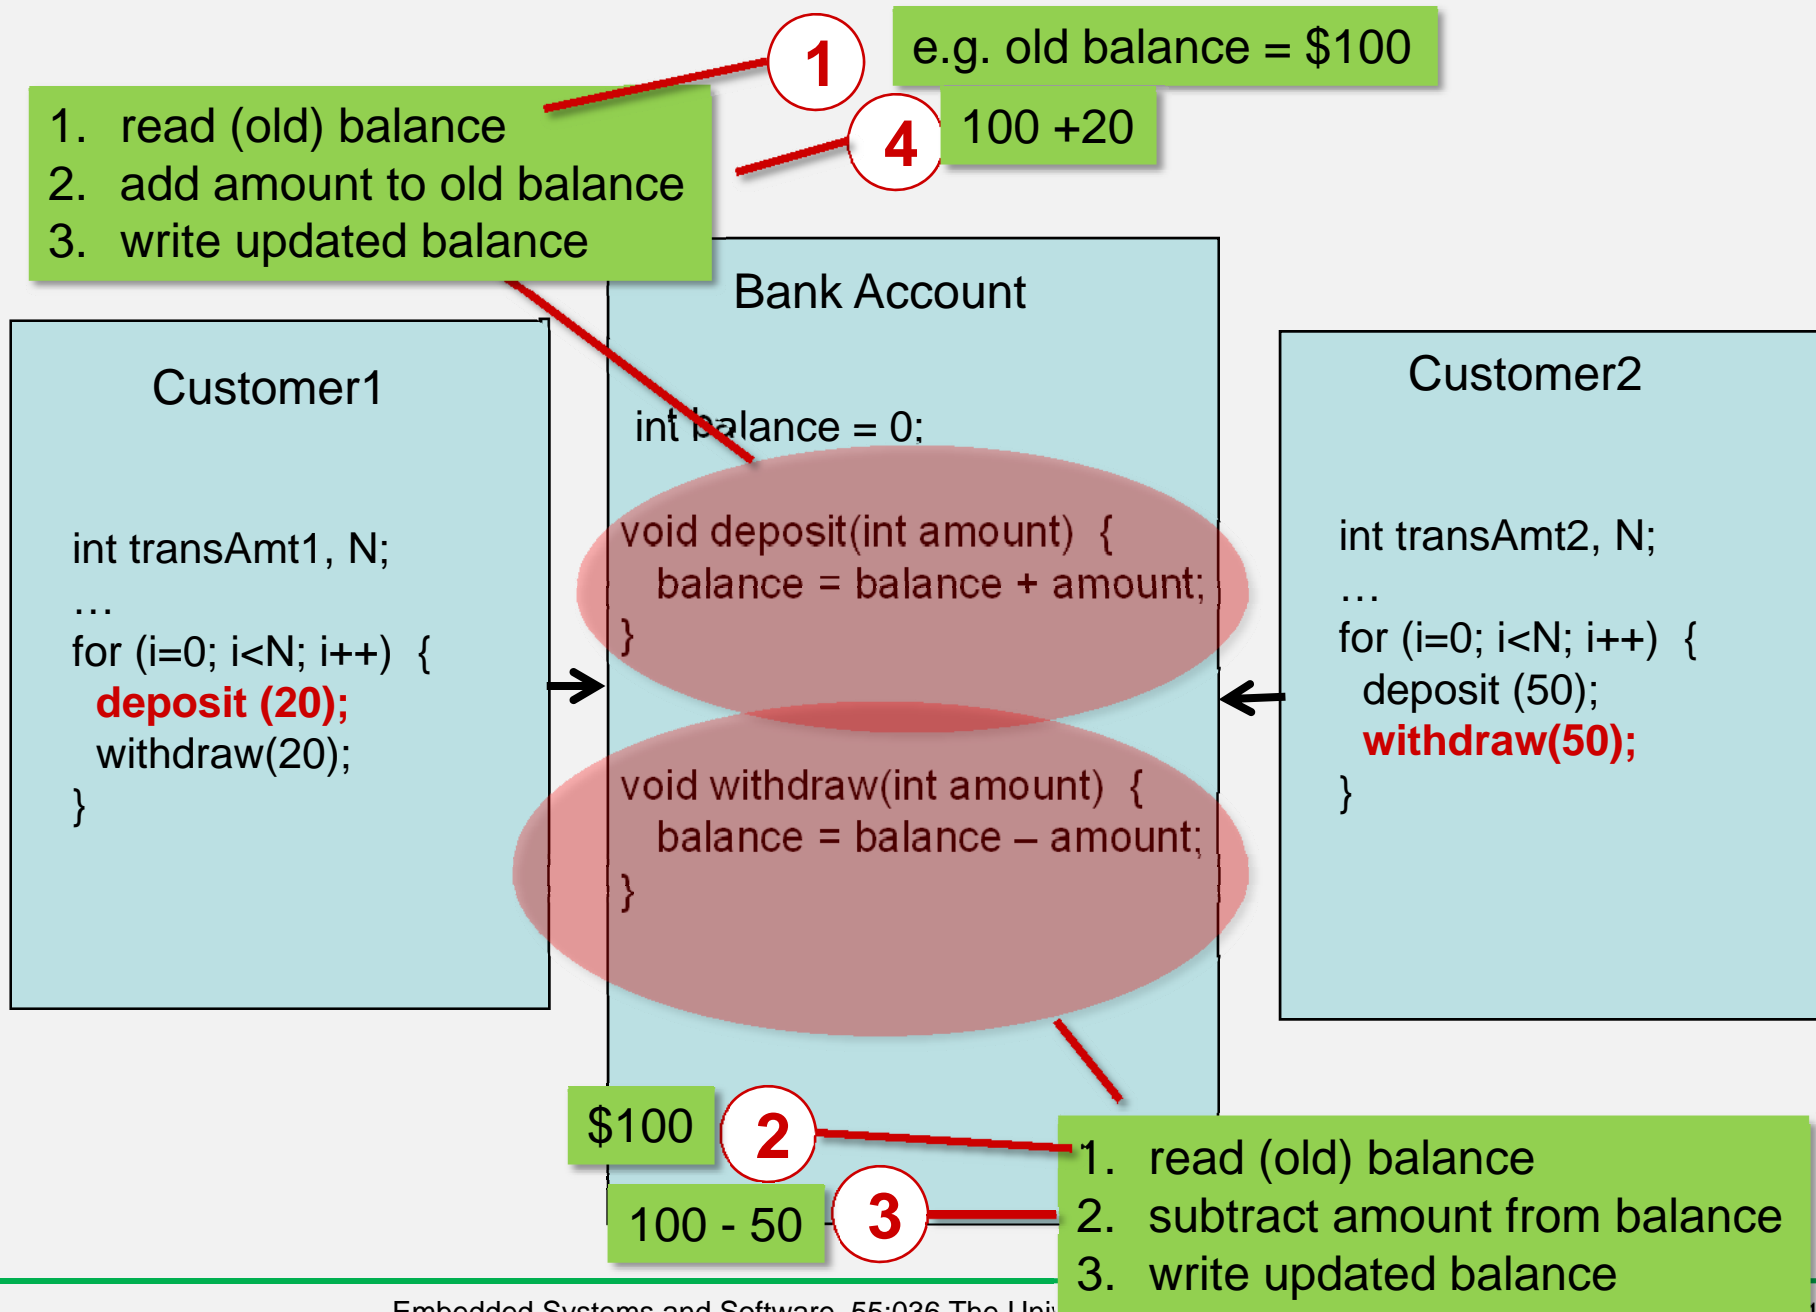 1
e.g. old balance = $100
1. read (old) balance
2. add amount to old balance
3. write updated balance
4
100 +20
Bank Account
int balance = 0;
void deposit(int amount) {
balance = balance + amount;
}
void withdraw(int amount) {
balance = balance – amount;
}
Customer1
int transAmt1, N;
…
for (i=0; i<N; i++) {
deposit (20);
withdraw(20);
}
Customer2
int transAmt2, N;
…
for (i=0; i<N; i++) {
deposit (50);
withdraw(50);
}
$100
2
100 - 50
3
1. read (old) balance
2. subtract amount from balance
3. write updated balance
Embedded Systems and Software, 55:036 The